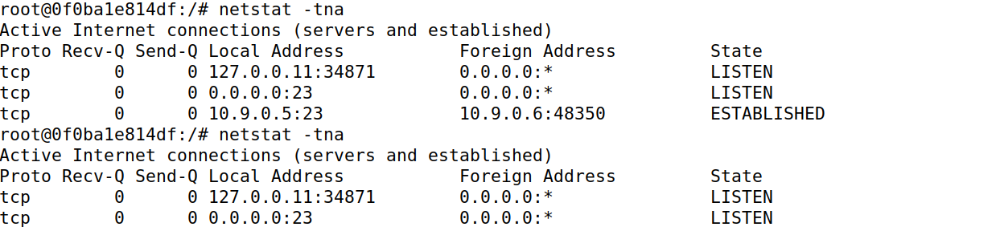 root@0f0ba1e814df:/# netstat -tna
Active Internet connections (servers and established)
Proto Recv-Q Send-Q Local Address           Foreign Address         State
tcp        0      0 127.0.0.11:34871        0.0.0.0:*               LISTEN
tcp        0      0 0.0.0.0:23              0.0.0.0:*               LISTEN
tcp        0      0 10.9.0.5:23             10.9.0.6:48350          ESTABLISHED
root@0f0ba1e814df:/# netstat -tna
Active Internet connections (servers and established)
Proto Recv-Q Send-Q Local Address           Foreign Address         State
tcp        0      0 127.0.0.11:34871        0.0.0.0:*               LISTEN
tcp        0      0 0.0.0.0:23              0.0.0.0:*               LISTEN